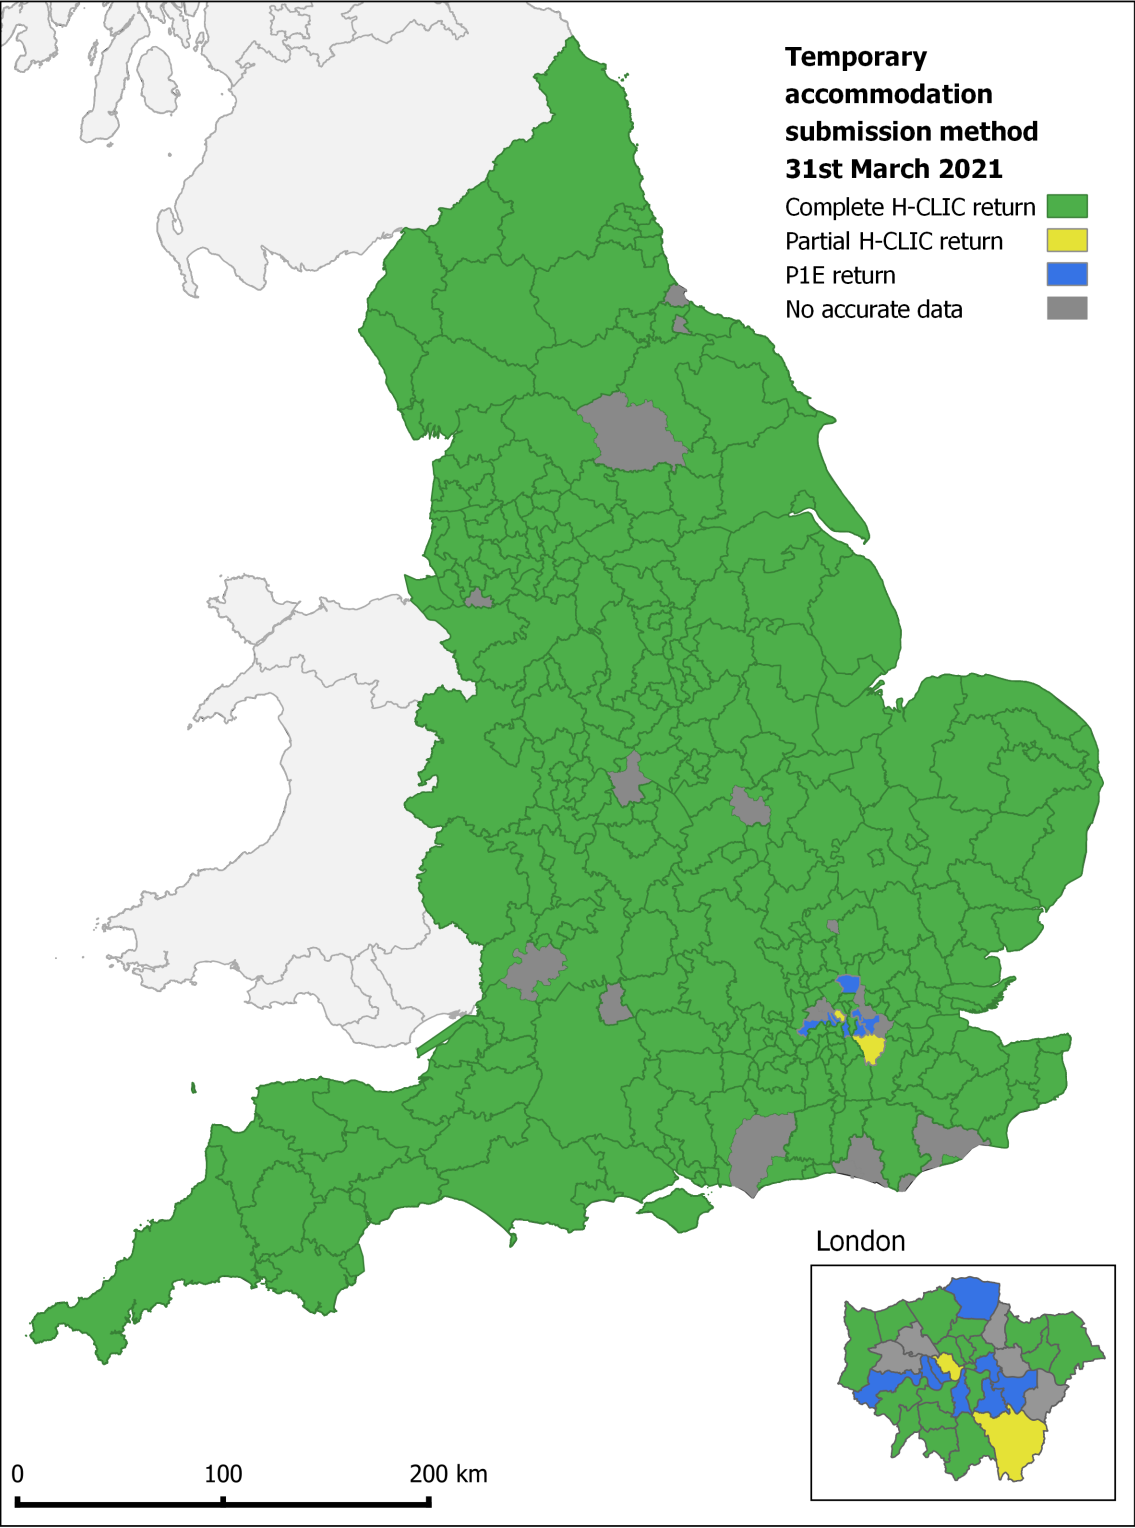 Temporary
accommodation
submission method
31st March 2021
Complete H-CLIC return
Partial H-CLIC return
P1E return
No accurate data
London
0 100 200 km